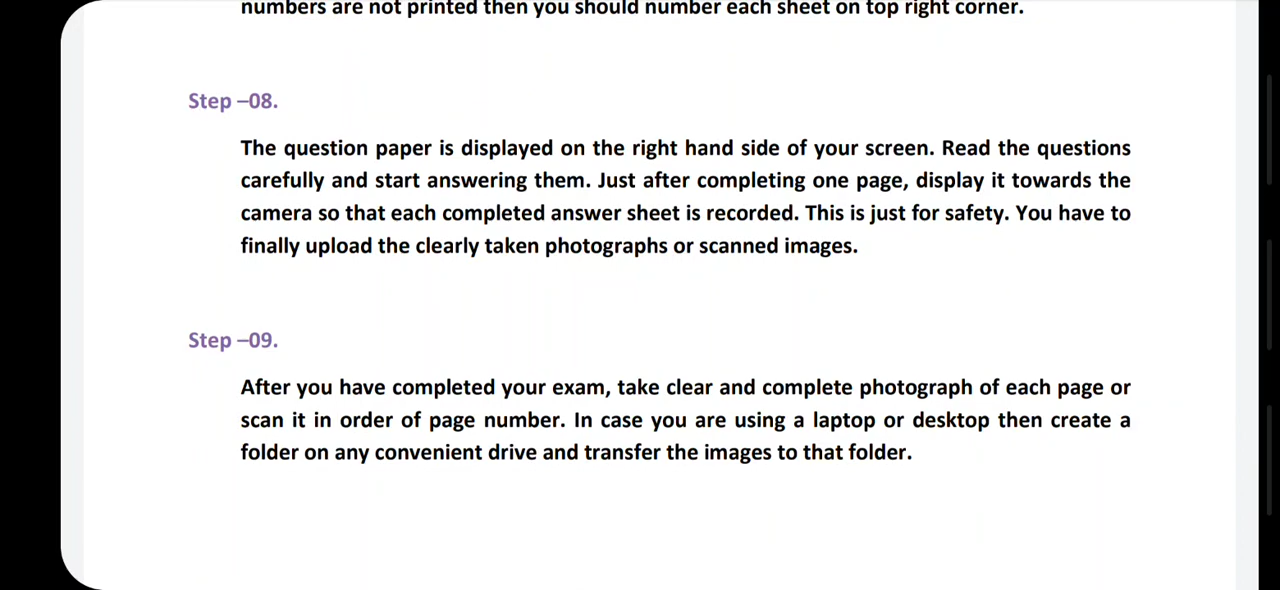 numbers are not printed then you should number each sheet on top right corner.
Step –08.
The question paper is displayed on the right hand side of your screen. Read the questions
carefully and start answering them. Just after completing one page, display it towards the
camera so that each completed answer sheet is recorded. This is just for safety. You have to
finally upload the clearly taken photographs or scanned images.
Step –09.
After you have completed your exam, take clear and complete photograph of each page or
scan it in order of page number. In case you are using a laptop or desktop then create a
folder on any convenient drive and transfer the images to that folder.